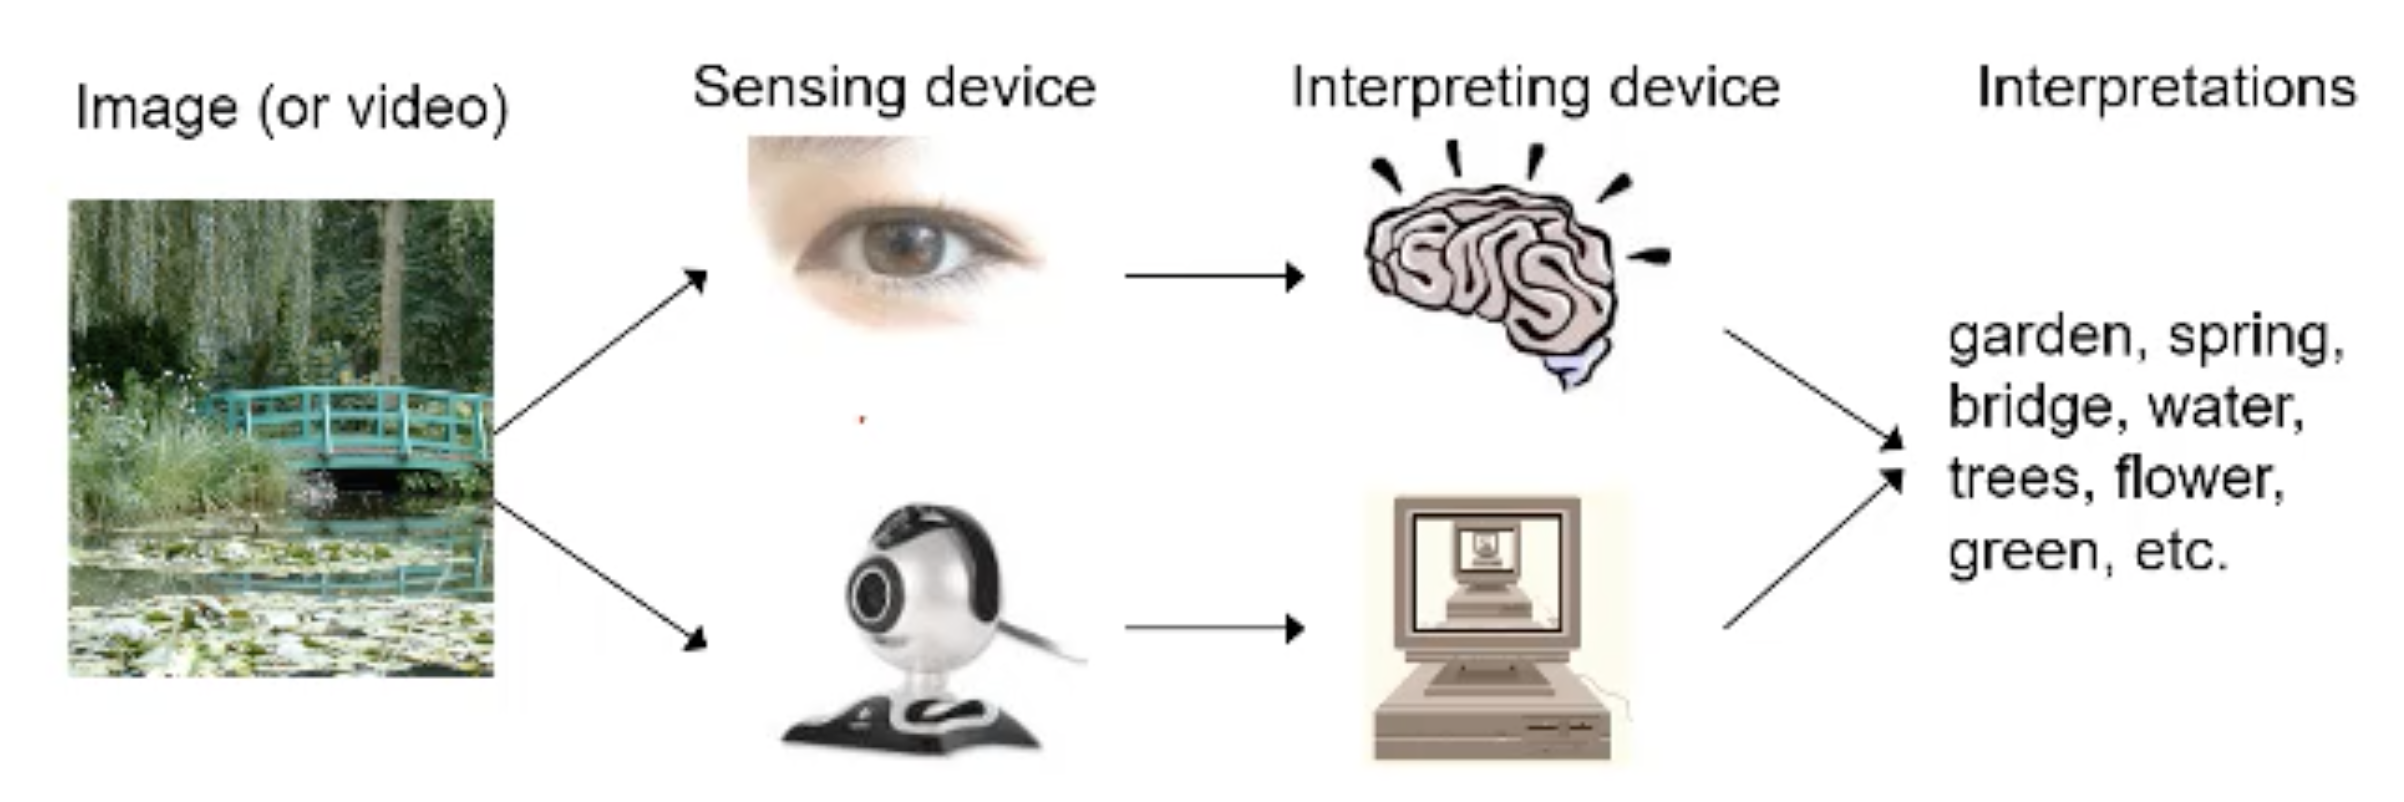 Image (or video)
Sensing device
Interpreting device
Interpretations
garden, spring,
bridge, water,
trees, flower,
green, etc.